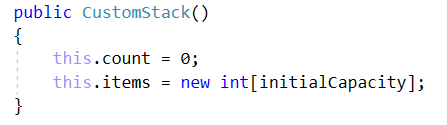 public CustomStack()
{
this.count = 0;
this.items = new int[initialCapacity];
}